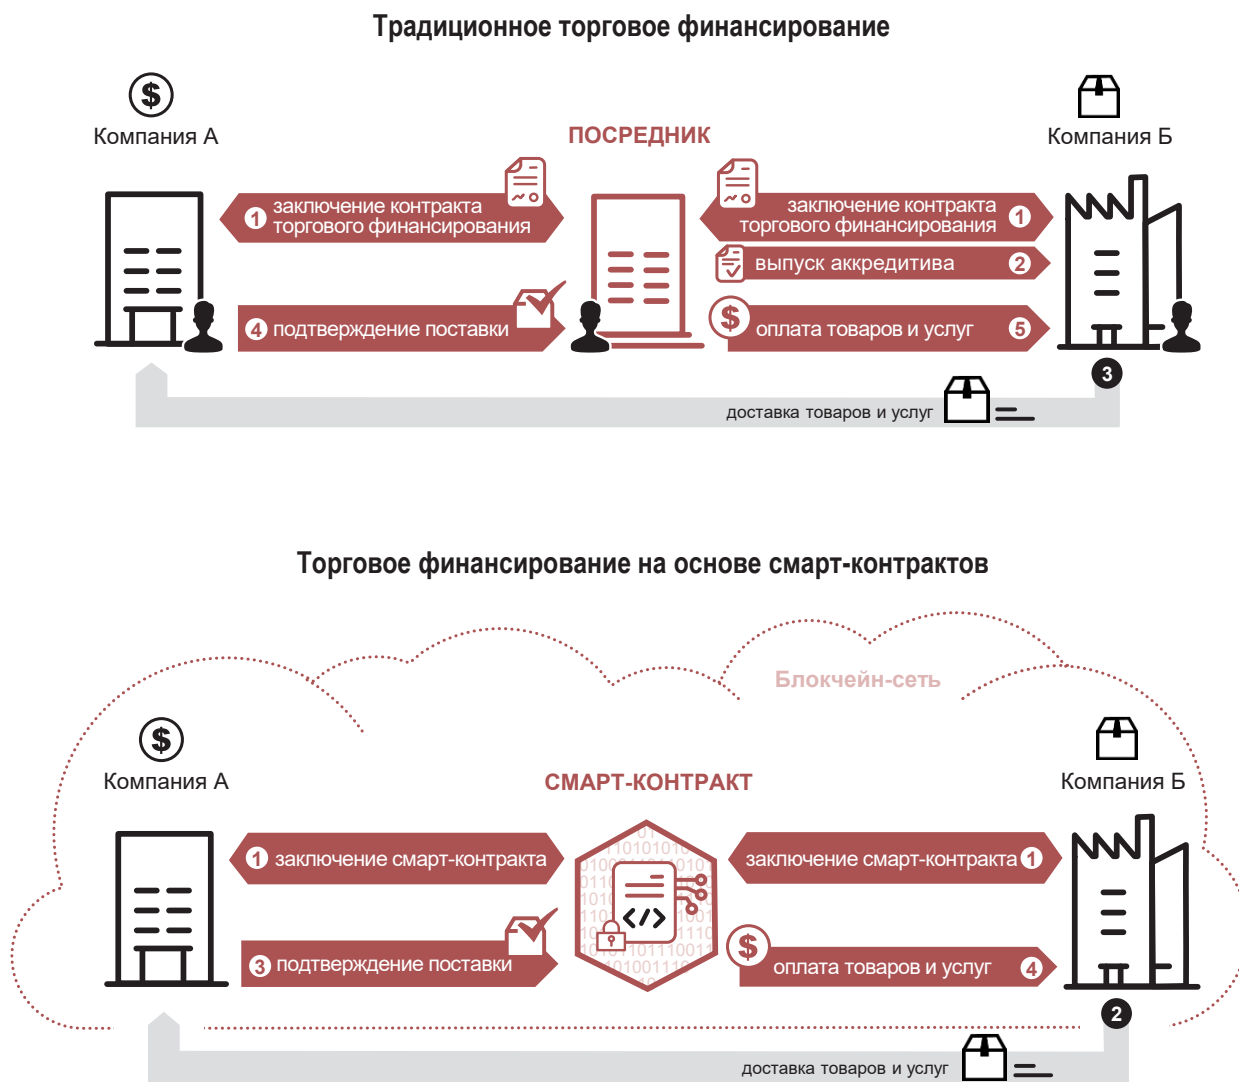 Традиционное торговое финансирование
$
Компания А
ПОСРЕДНИК
Компания Б
1 заключение контракта
торгового финансирования
заключение контракта 1
торгового финансирования
выпуск аккредитива 2
4 подтверждение поставки
$ оплата товаров и услуг 5
3
доставка товаров и услуг
Торговое финансирование на основе смарт-контрактов
Блокчейн-сеть
$
Компания А
СМАРТ-КОНТРАКТ
Компания Б
1 заключение смарт-контракта
заключение смарт-контракта 1
</>
3 подтверждение поставки
$ оплата товаров и услуг 4
2
доставка товаров и услуг